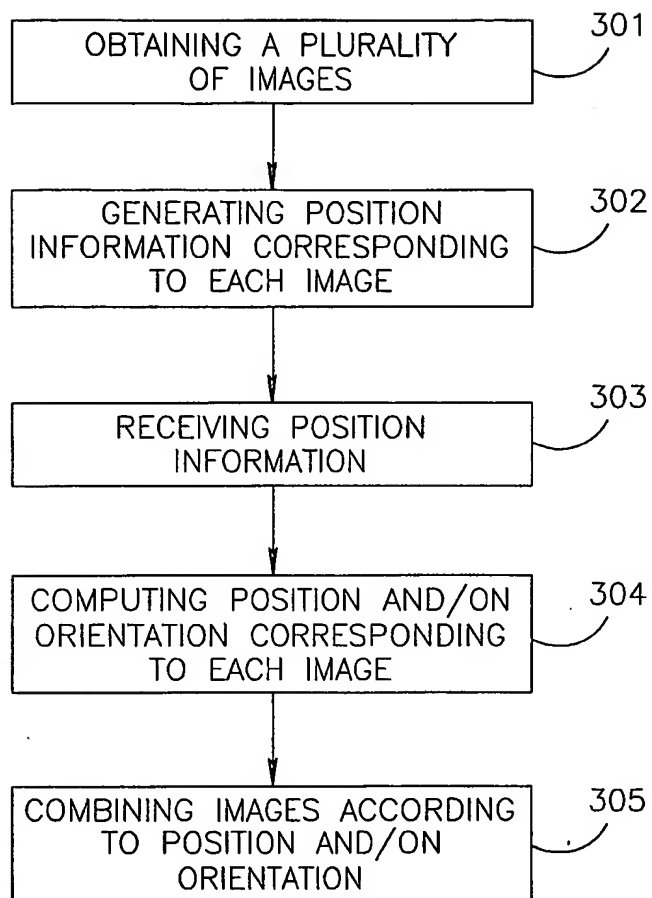 301
OBTAINING A PLURALITY
OF IMAGES
302
GENERATING POSITION
INFORMATION CORRESPONDING
TO EACH IMAGE
303
RECEIVING POSITION
INFORMATION
304
COMPUTING POSITION AND/ON
ORIENTATION CORRESPONDING
TO EACH IMAGE
305
COMBINING IMAGES ACCORDING
TO POSITION AND/ON
ORIENTATION